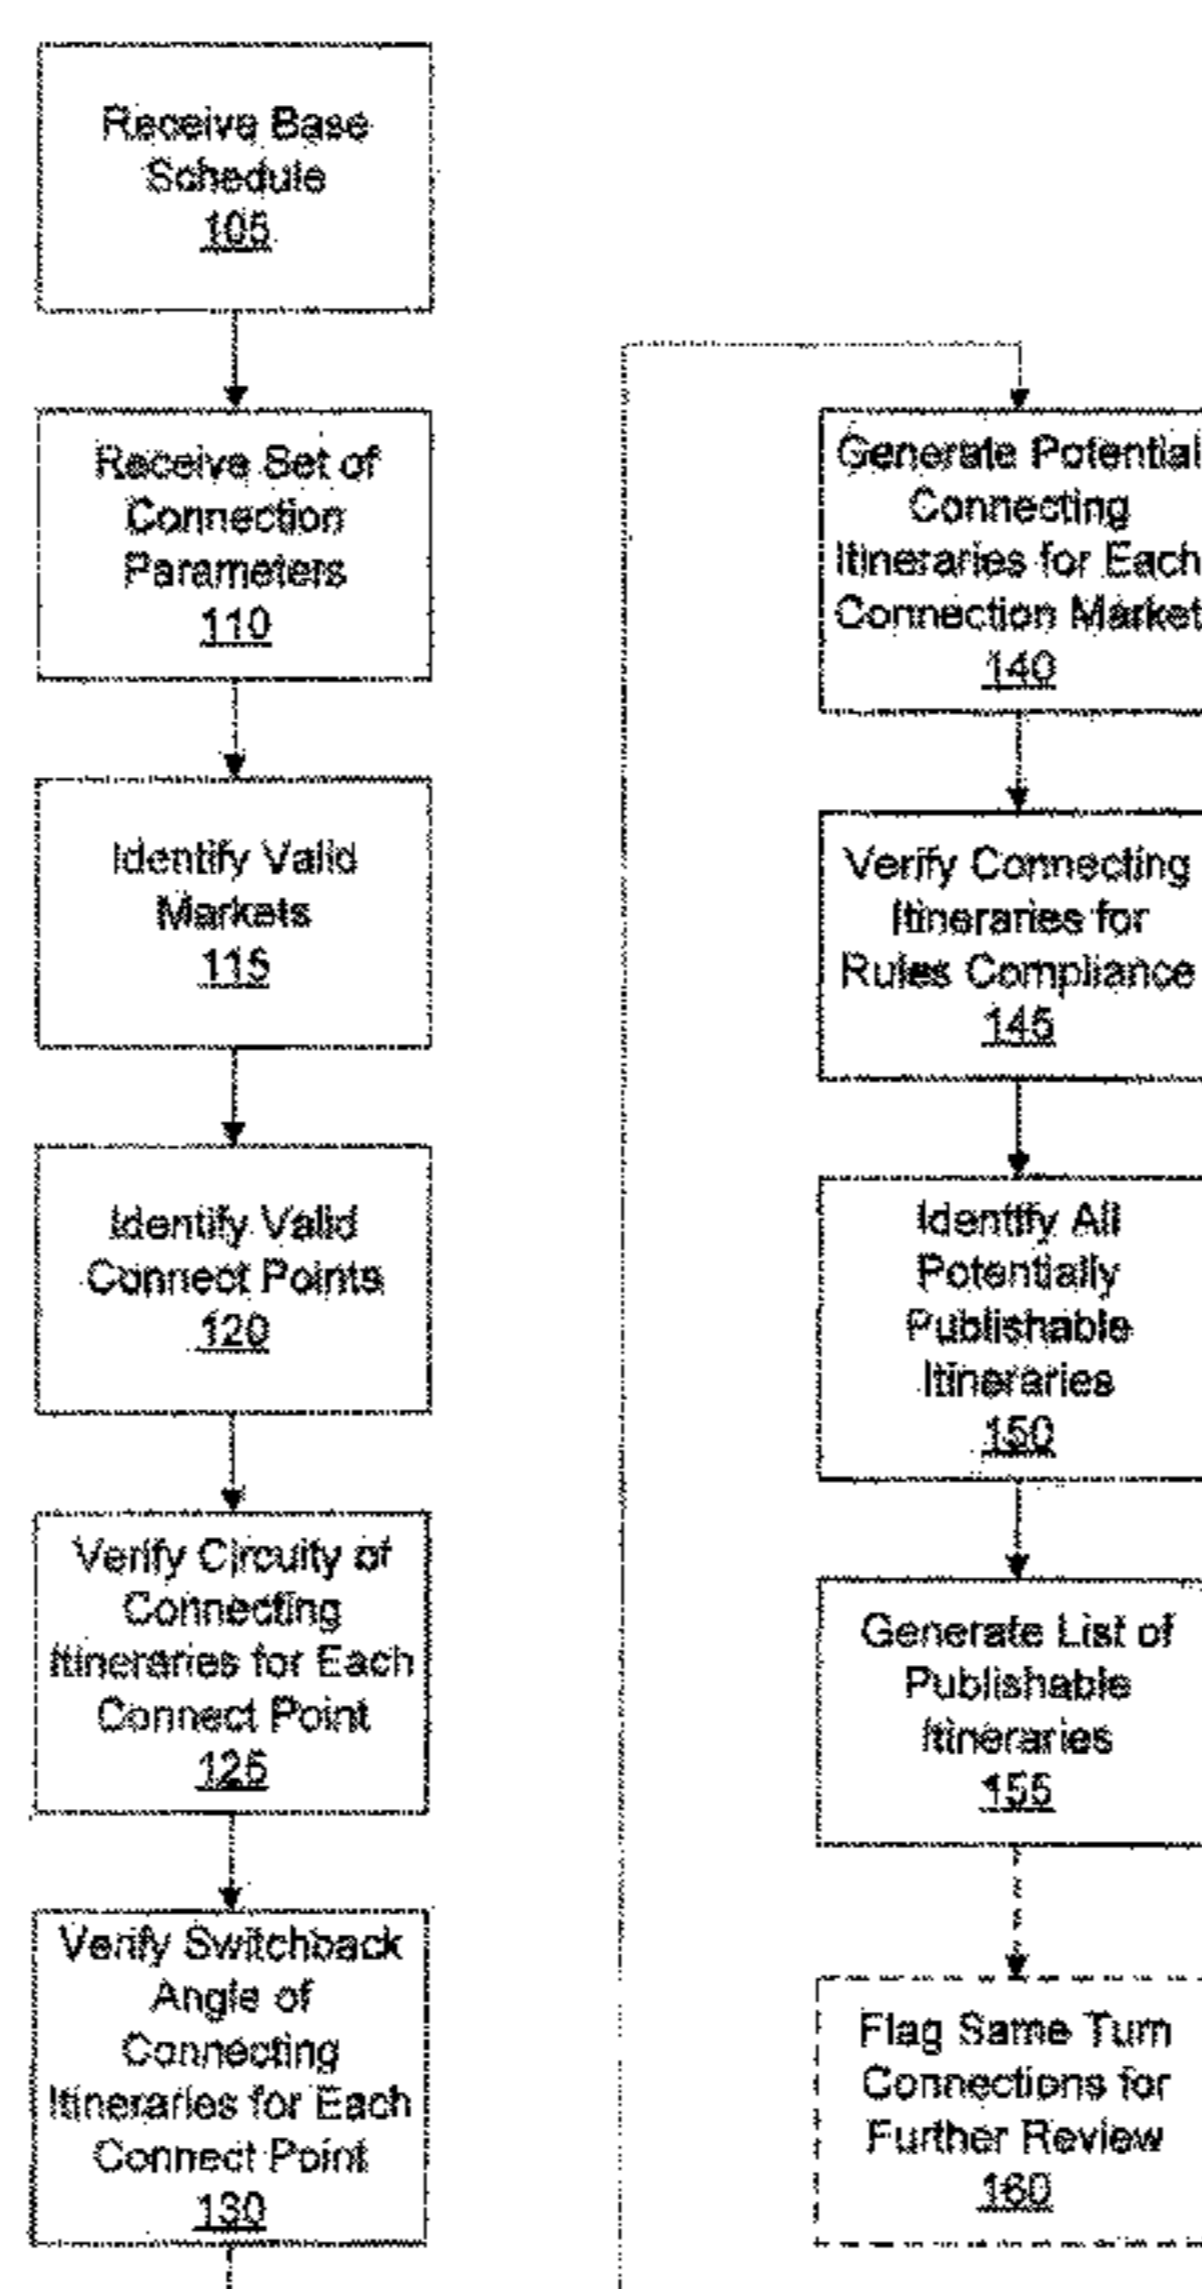 Receive Base
Schedule
105
Receive Set of
Connection
Parameters
110
Identify Valid
Markets
115
Identify Valid
Connect Points
120
Verify Circuity of
Connecting
Itineraries for Each
Connect Point
125
Verify Switchback
Angle of
Connecting
Itineraries for Each
Connect Point
130
Generate Potential
Connecting
Itineraries for Each
Connection Market
140
Verify Connecting
Itineraries for
Rules Compliance
145
Identify All
Potentially
Publishable
Itineraries
150
Generate List of
Publishable
Itineraries
155
Flag Same Turn
Connections for
Further Review
160